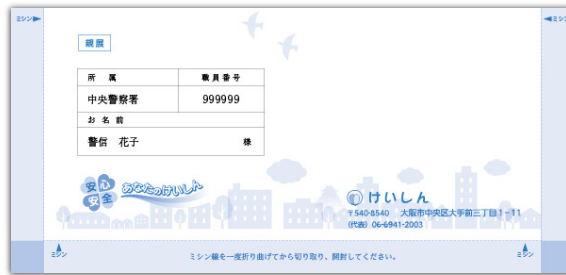 ミシン▶
◀ミシン
親展
所 属 職員番号
中央警察署 999999
お 名 前
警信 花子 様
安心
安全
あなたのけいしん
けいしん
〒540-8540 大阪市中央区大手前三丁目1-11
(代表) 06-6941-2003
ミシン
ミシン
ミシン線を一度折り曲げてから切り取り、開封してください。